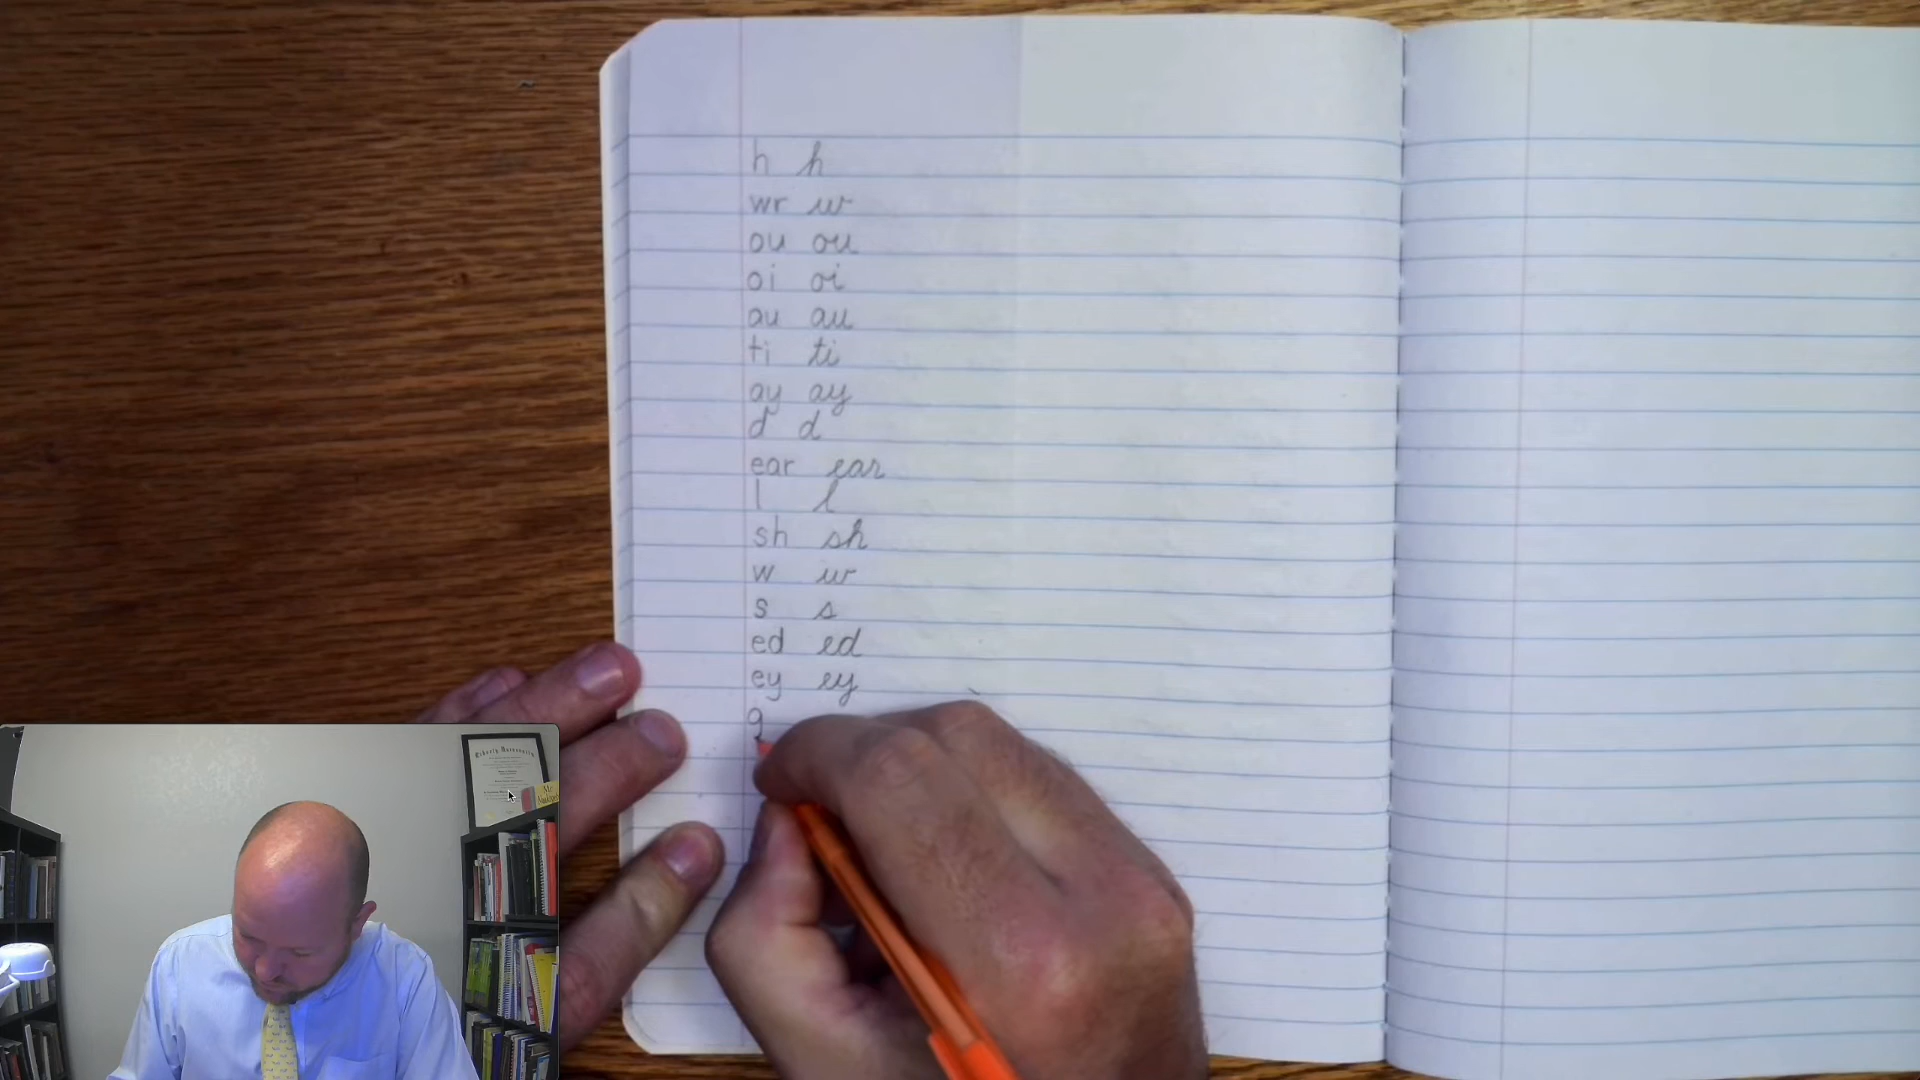 h h
wr w
ou ou
oi oi
au au
ti ti
ay ay
d d
ear ear
l l
sh sh
w w
s s
ed ed
ey ey
g